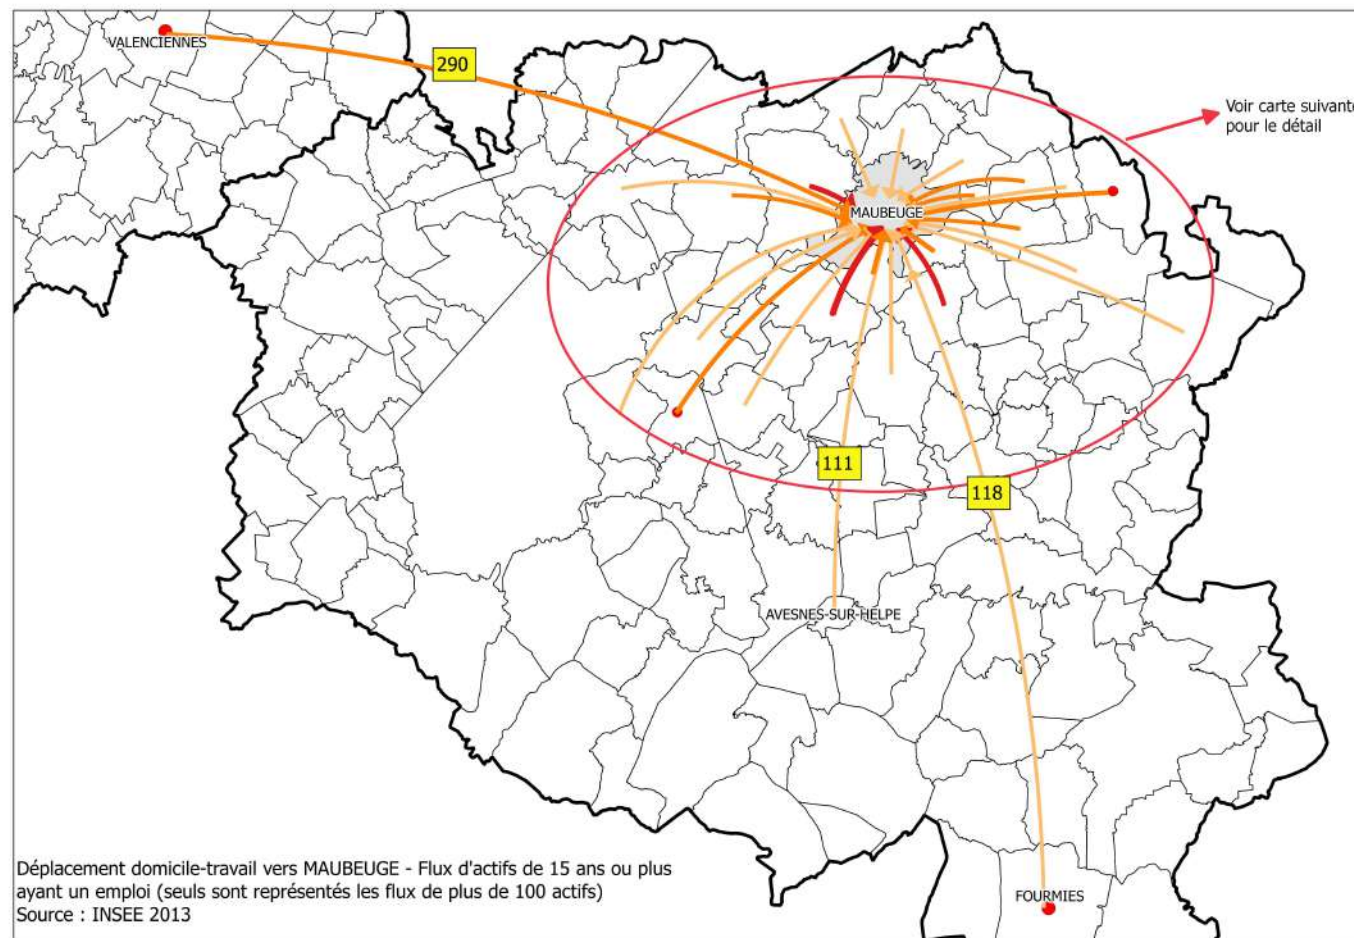 VALENCIENNES
290
Voir carte suivante
pour le détail
MAUBEUGE
111
118
AVESNES-SUR-HELPE
FOURMIES
Déplacement domicile-travail vers MAUBEUGE - Flux d'actifs de 15 ans ou plus
ayant un emploi (seuls sont représentés les flux de plus de 100 actifs)
Source : INSEE 2013